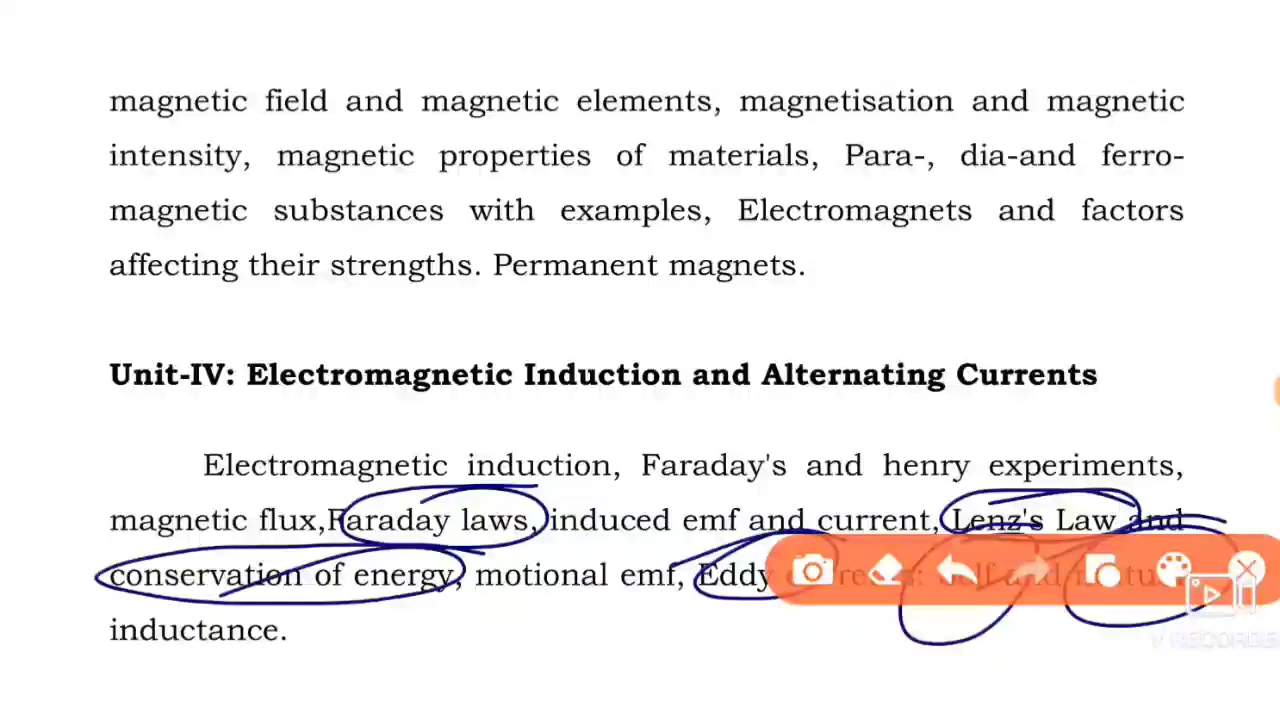 magnetic field and magnetic elements, magnetisation and magnetic
intensity, magnetic properties of materials, Para-, dia-and ferro-
magnetic substances with examples, Electromagnets and factors
affecting their strengths. Permanent magnets.
Unit-IV: Electromagnetic Induction and Alternating Currents
Electromagnetic induction, Faraday's and henry experiments,
magnetic flux,Faraday laws, induced emf and current, Lenz's Law and
conservation of energy, motional emf, Eddy self and
inductance.
V RECORDER